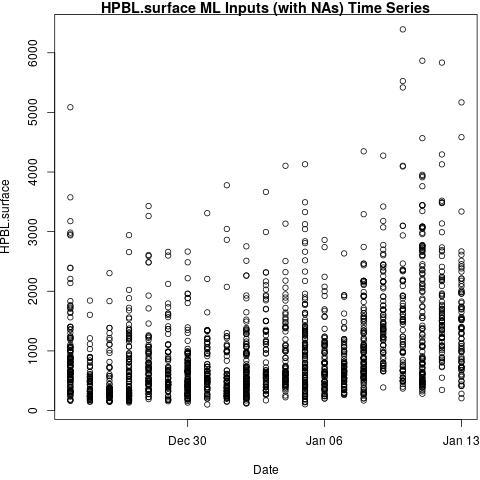 HPBL.surface ML Inputs (with NAs) Time Series
HPBL.surface
6000
5000
4000
3000
2000
1000
0
Dec 30
Jan 06
Jan 13
Date